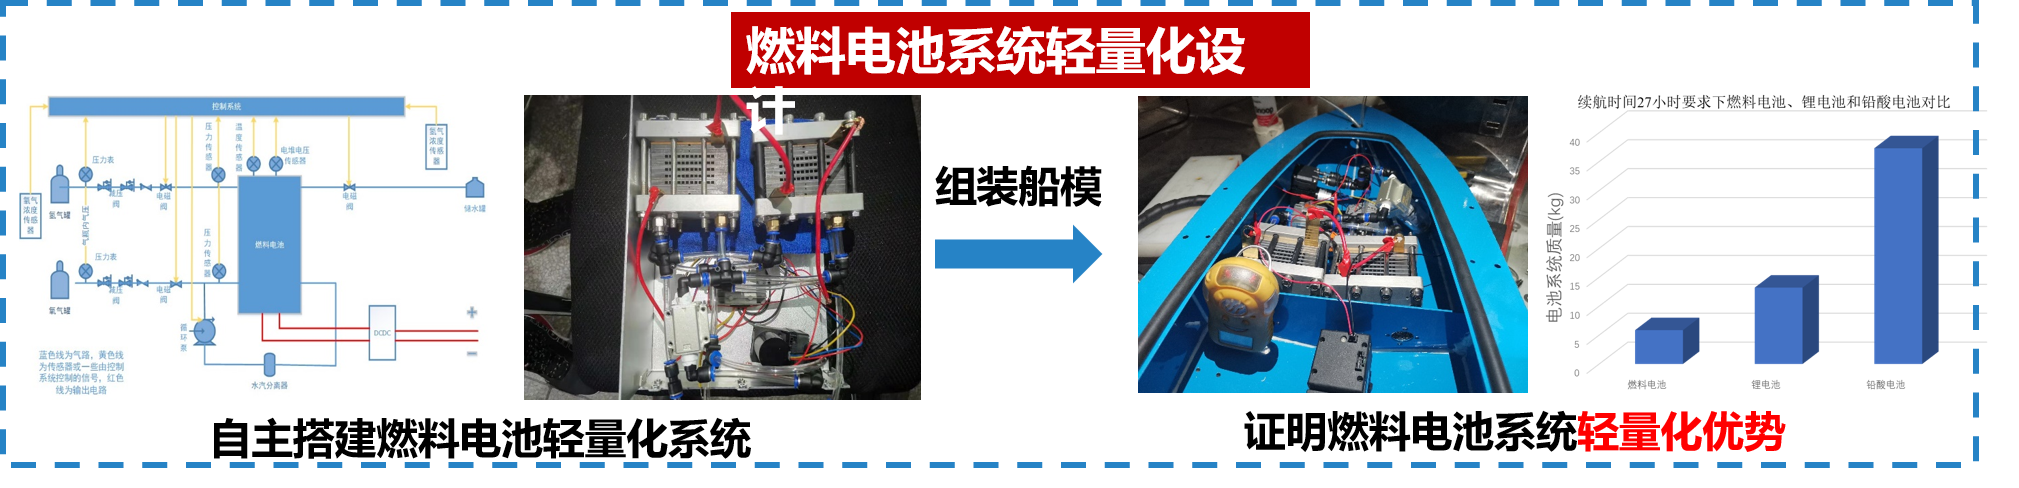 燃料电池系统轻量化设
计
控制系统
氢气
浓度
传感
器
压力表
压力传感器
温度传感器
电堆电压
传感器
氢气
浓度
传感
器
氢气罐
减压
阀
电磁
阀
电磁
阀
储水罐
气瓶内气压
压力传感器
燃料电池
压力表
氢气罐
减压
阀
电磁
阀
循环泵
DCDC
+
−
水汽分离器
蓝色线为气路，黄色线
为传感器或一些由控制
系统控制的信号，红色
线为输出电路
自主搭建燃料电池轻量化系统
组装船模
续航时间27小时要求下燃料电池、锂电池和铅酸电池对比
电池系统质量(kg)
40
35
30
25
20
15
10
5
0
燃料电池
锂电池
铅酸电池
证明燃料电池系统轻量化优势